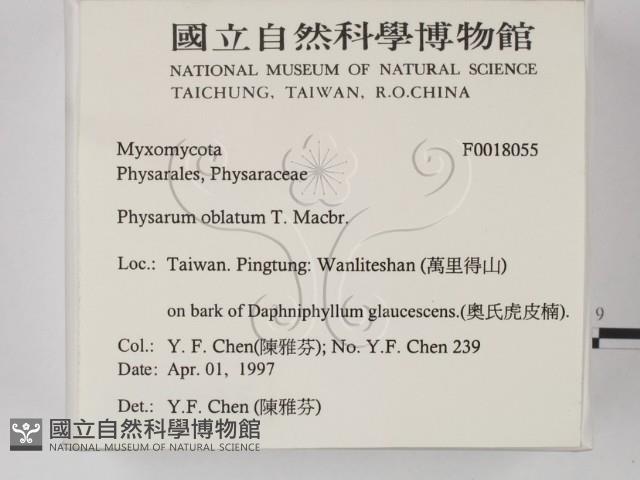 國立自然科學博物館
NATIONAL MUSEUM OF NATURAL SCIENCE
TAICHUNG, TAIWAN, R.O.CHINA
Myxomycota F0018055
Physarales, Physaraceae
Physarum oblatum T. Macbr.
Loc.: Taiwan. Pingtung: Wanliteshan (萬里得山)
on bark of Daphniphyllum glaucescens.(奧氏虎皮楠).
Col.: Y. F. Chen(陳雅芬); No. Y.F. Chen 239
Date: Apr. 01, 1997
Det.: Y.F. Chen (陳雅芬)
9
國立自然科學博物館
NATIONAL MUSEUM OF NATURAL SCIENCE